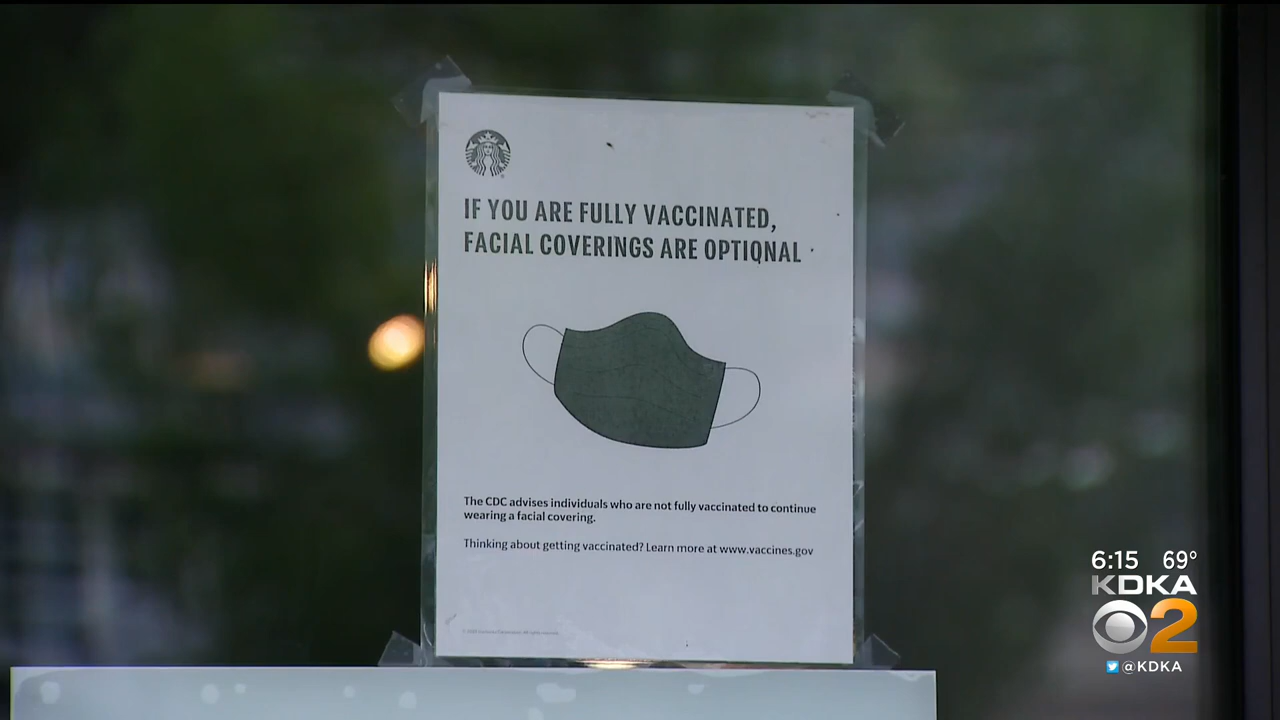 IF YOU ARE FULLY VACCINATED,
FACIAL COVERINGS ARE OPTIONAL
The CDC advises individuals who are not fully vaccinated to continue
wearing a facial covering.
Thinking about getting vaccinated? Learn more at www.vaccines.gov
6:15 69°
KDKA
2
@KDKA